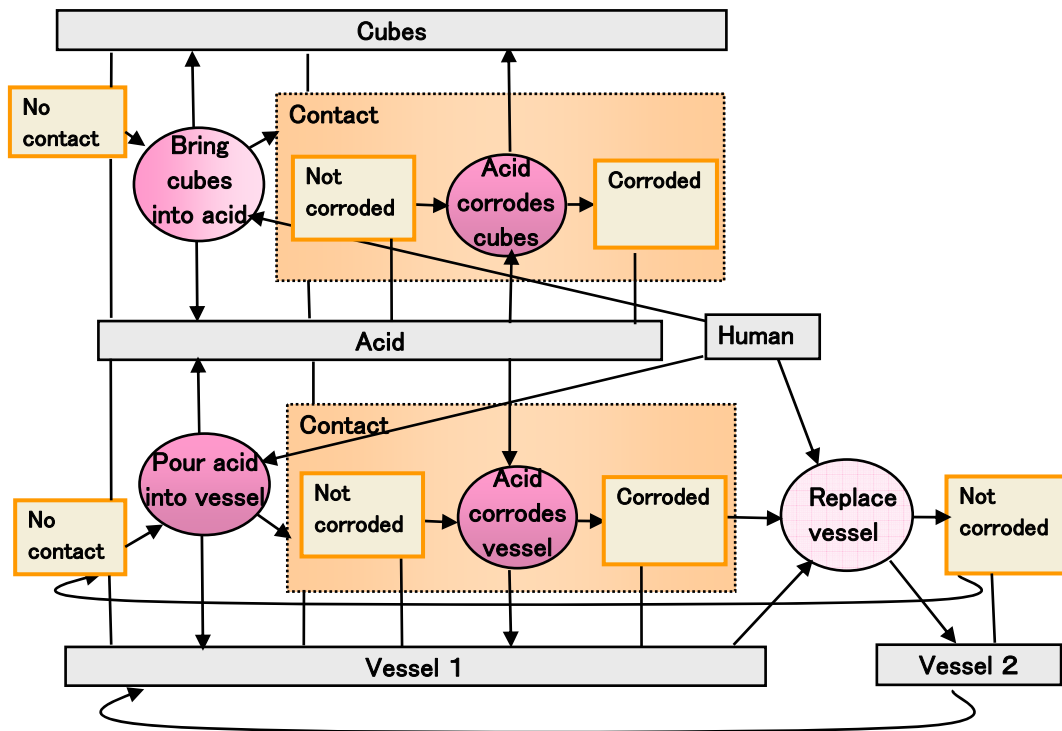 Cubes
No
contact
Contact
Bring
cubes
into acid
Not
corroded
Acid
corrodes
cubes
Corroded
Acid
Human
Contact
Pour acid
into vessel
No
contact
Not
corroded
Acid
corrodes
vessel
Corroded
Replace
vessel
Not
corroded
Vessel 1
Vessel 2